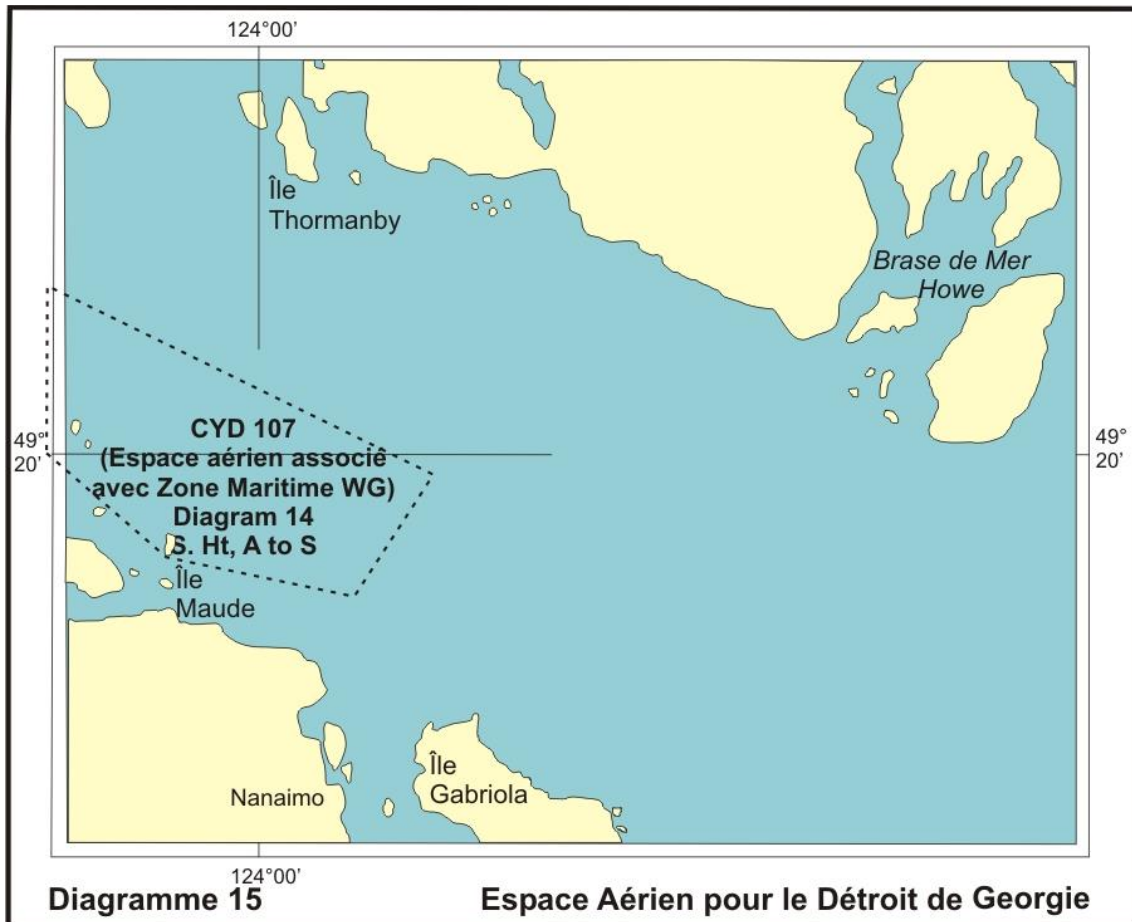 124°00'
Île
Thormanby
Brase de Mer
Howe
49°
20'
CYD 107
(Espace aérien associé
avec Zone Maritime WG)
Diagram 14
S. Ht, A to S
49°
20'
Île
Maude
Île
Gabriola
Nanaimo
124°00'
Diagramme 15
Espace Aérien pour le Détroit de Georgie